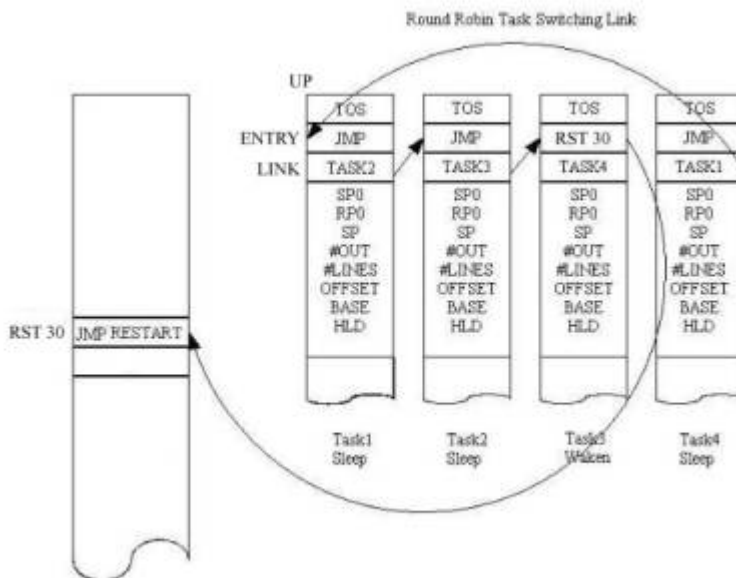 Round Robin Task Switching Link
UP
TOS TOS TOS TOS
ENTRY JMP JMP RST 30 JMP
LINK TASK2 TASK3 TASK4 TASK1
SP0 SP0 SP0 SP0
RP0 RP0 RP0 RP0
SP SP SP SP
#OUT #OUT #OUT #OUT
#LINES #LINES #LINES #LINES
OFFSET OFFSET OFFSET OFFSET
BASE BASE BASE BASE
HLD HLD HLD HLD
RST 30 JMP RESTART
Task1 Task2 Task3 Task4
Sleep Sleep Waken Sleep